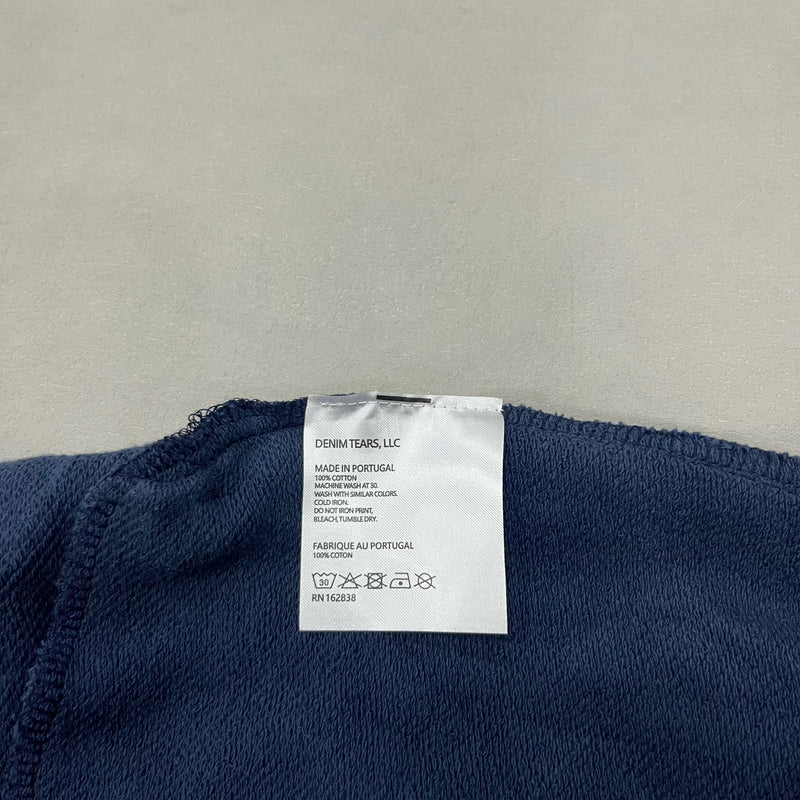 DENIM TEARS, LLC
MADE IN PORTUGAL
100% COTTON
MACHINE WASH AT 30.
WASH WITH SIMILAR COLORS.
COLD IRON.
DO NOT IRON PRINT,
BLEACH, TUMBLE DRY.
FABRIQUE AU PORTUGAL
100% COTON
30
RN 162838